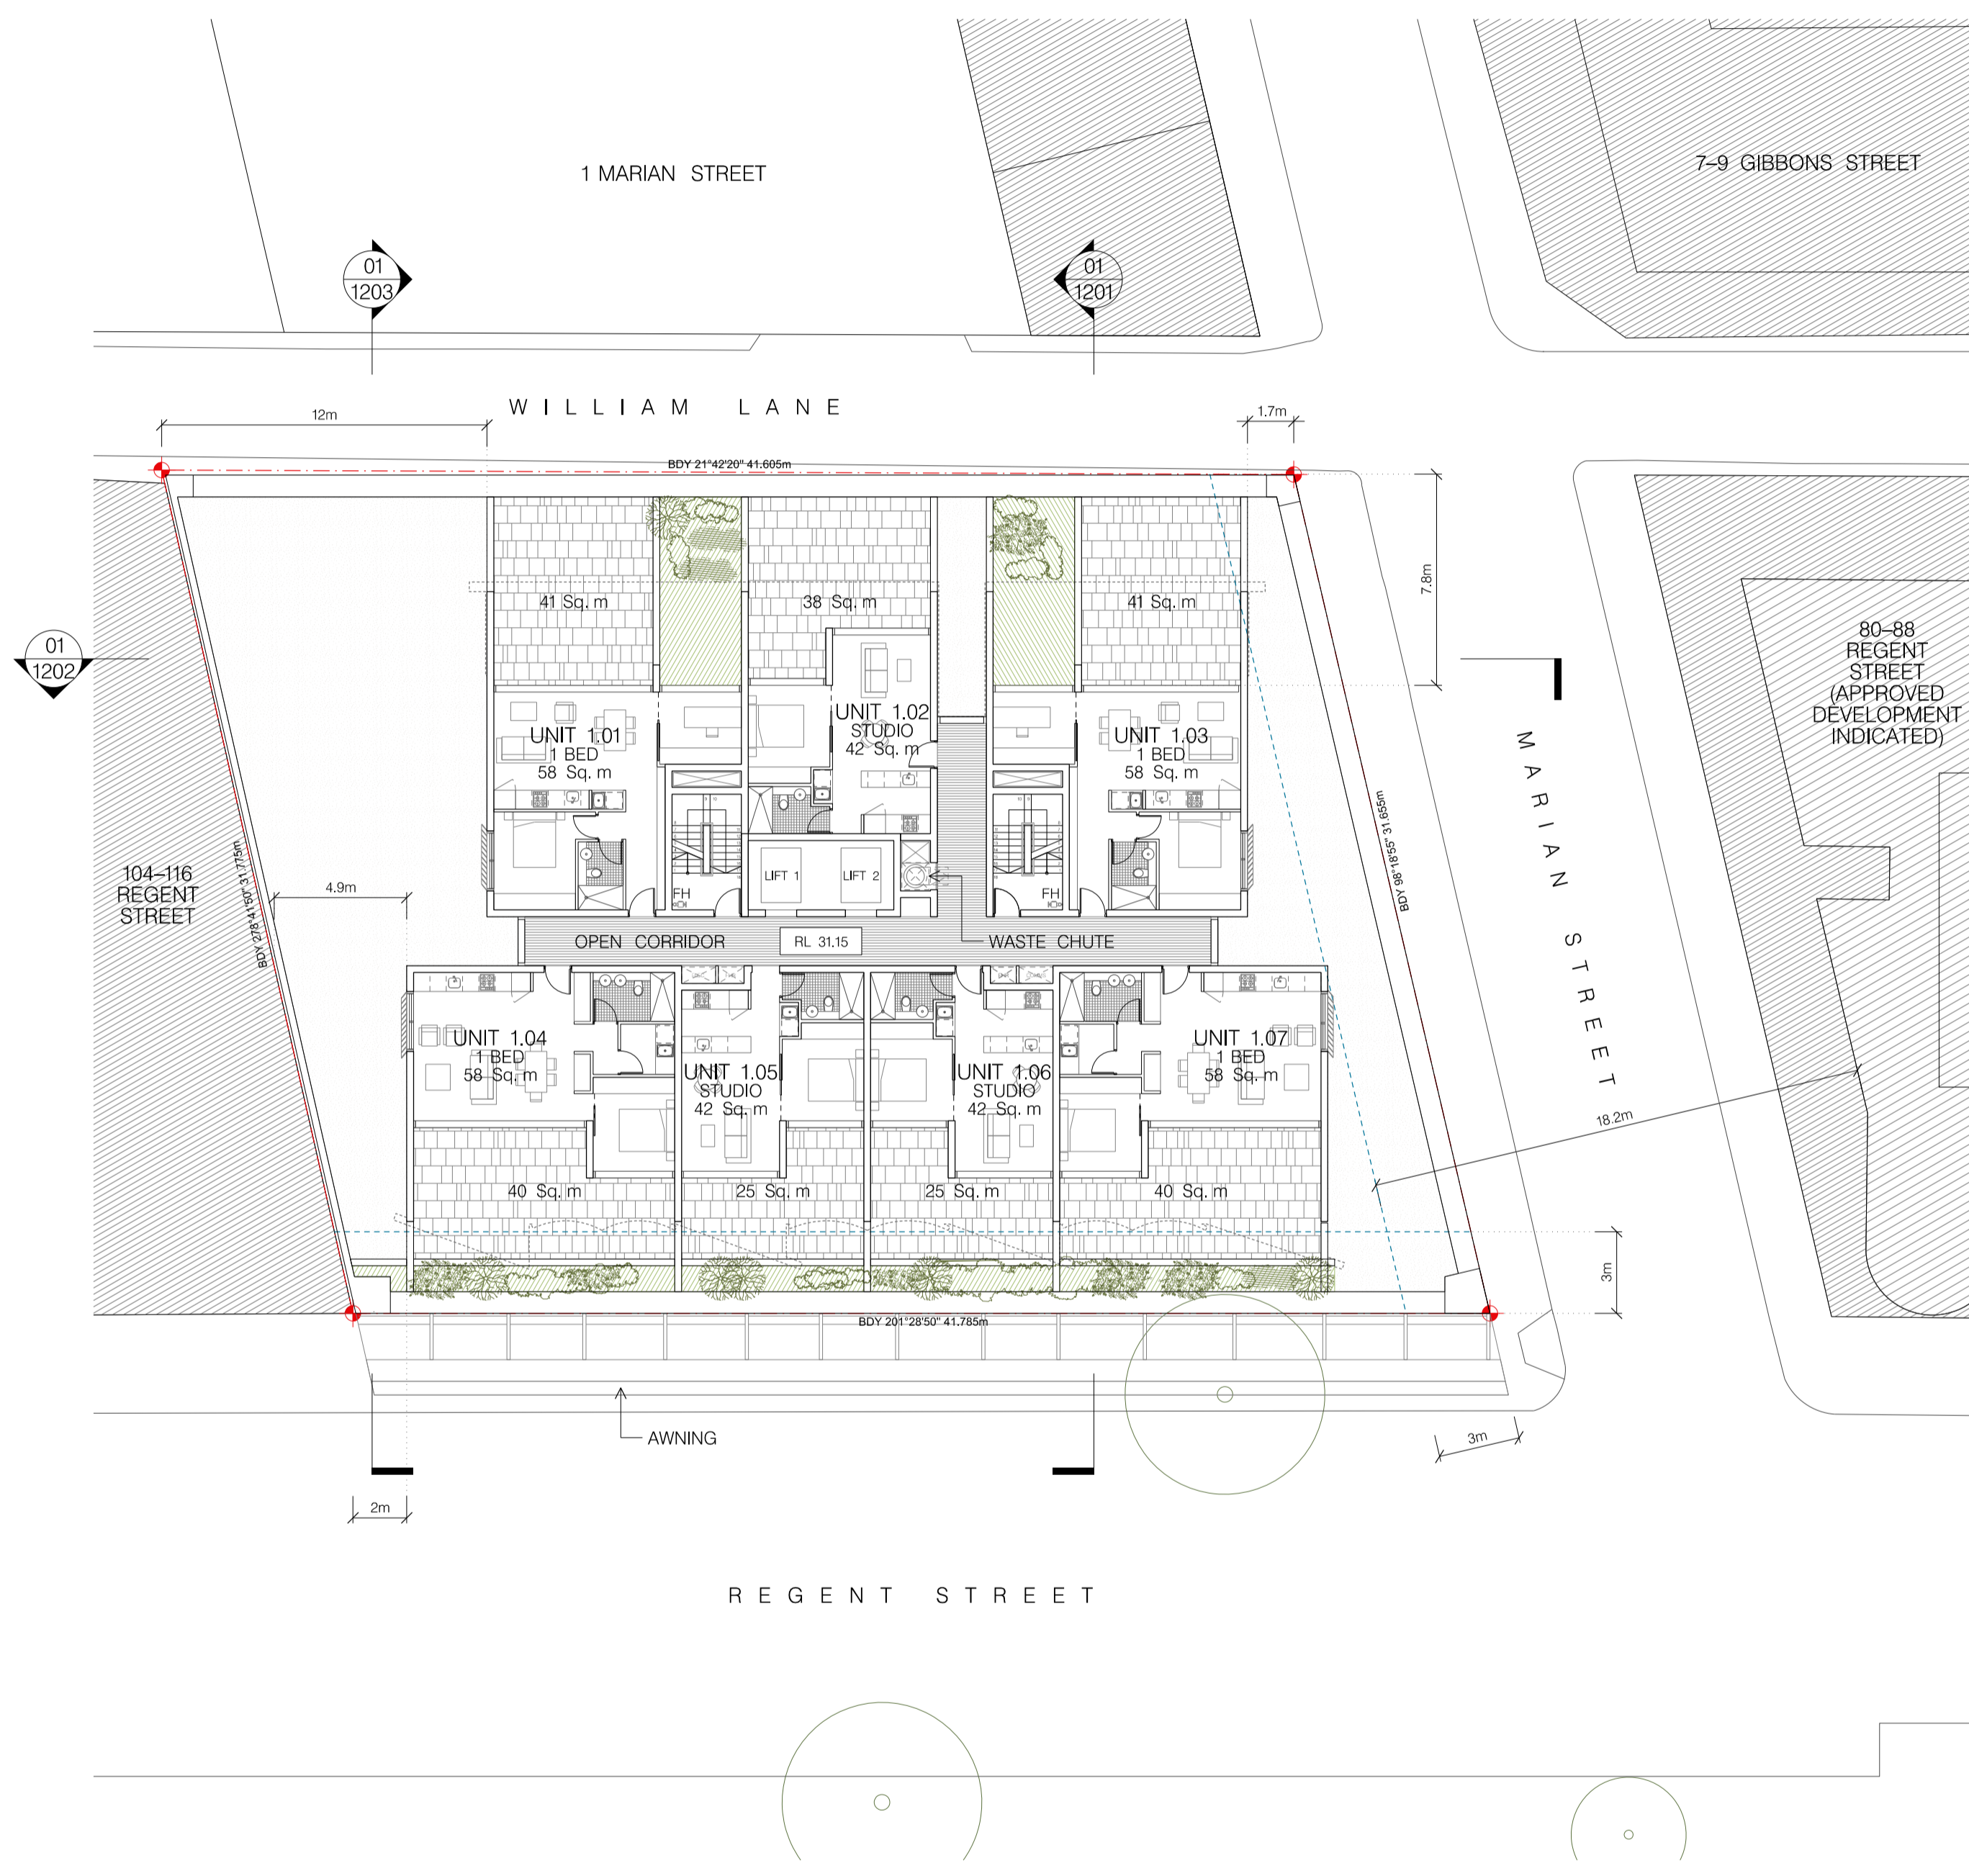 1 MARIAN STREET
7–9 GIBBONS STREET
01
1203
01
1201
WILLIAM LANE
12m
1.7m
BDY 21°42'20" 41.605m
7.8m
41 Sq. m
38 Sq. m
41 Sq. m
01
1202
80–88
REGENT
STREET
(APPROVED
DEVELOPMENT
INDICATED)
UNIT 1.01
1 BED
58 Sq. m
UNIT 1.02
STUDIO
42 Sq. m
UNIT 1.03
1 BED
58 Sq. m
MARIAN STREET
BDY 98°18'55" 31.655m
104–116
REGENT
STREET
BDY 278°41'50" 31.775m
4.9m
LIFT 1
LIFT 2
FH
FH
OPEN CORRIDOR
RL 31.15
WASTE CHUTE
UNIT 1.04
1 BED
58 Sq. m
UNIT 1.05
STUDIO
42 Sq. m
UNIT 1.06
STUDIO
42 Sq. m
UNIT 1.07
1 BED
58 Sq. m
18.2m
40 Sq. m
25 Sq. m
25 Sq. m
40 Sq. m
3m
BDY 201°28'50" 41.785m
AWNING
3m
2m
REGENT STREET